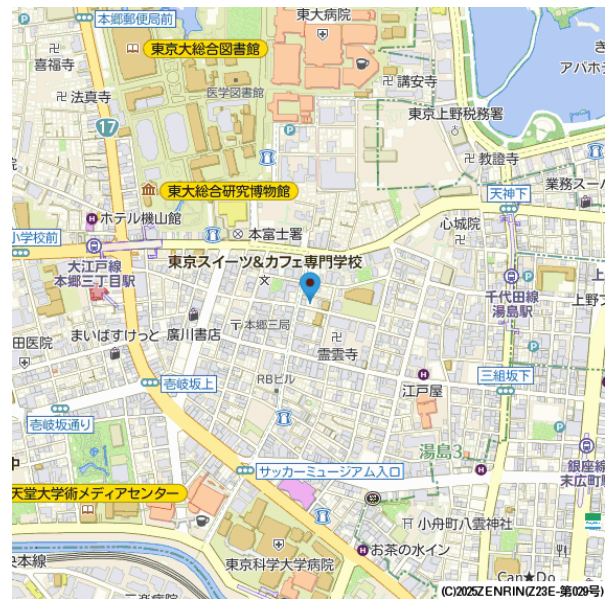 本郷郵便局前
東大病院
東京大総合図書館
喜福寺
医学図書館
講安寺
アパホテ
法真寺
東京上野税務署
17
教證寺
業務スーパ
東大総合研究博物館
天神下
ホテル機山館
心城院
小学校前
本富士署
大江戸線
本郷三丁目駅
東京スイーツ&カフェ専門学校
千代田線
湯島駅
上野フ
まいばすけっと
廣川書店
本郷三局
田医院
霊雲寺
RBビル
壱岐坂上
三組坂下
江戸屋
壱岐坂通り
湯島3
中
サッカーミュージアム入口
銀座線
末広町駅
天堂大学術メディアセンター
小舟町八雲神社
お茶の水イン
東京科学大学病院
央本線
三楽病院
Can★Do
(C)2025ZENRIN(Z23E-第029号)